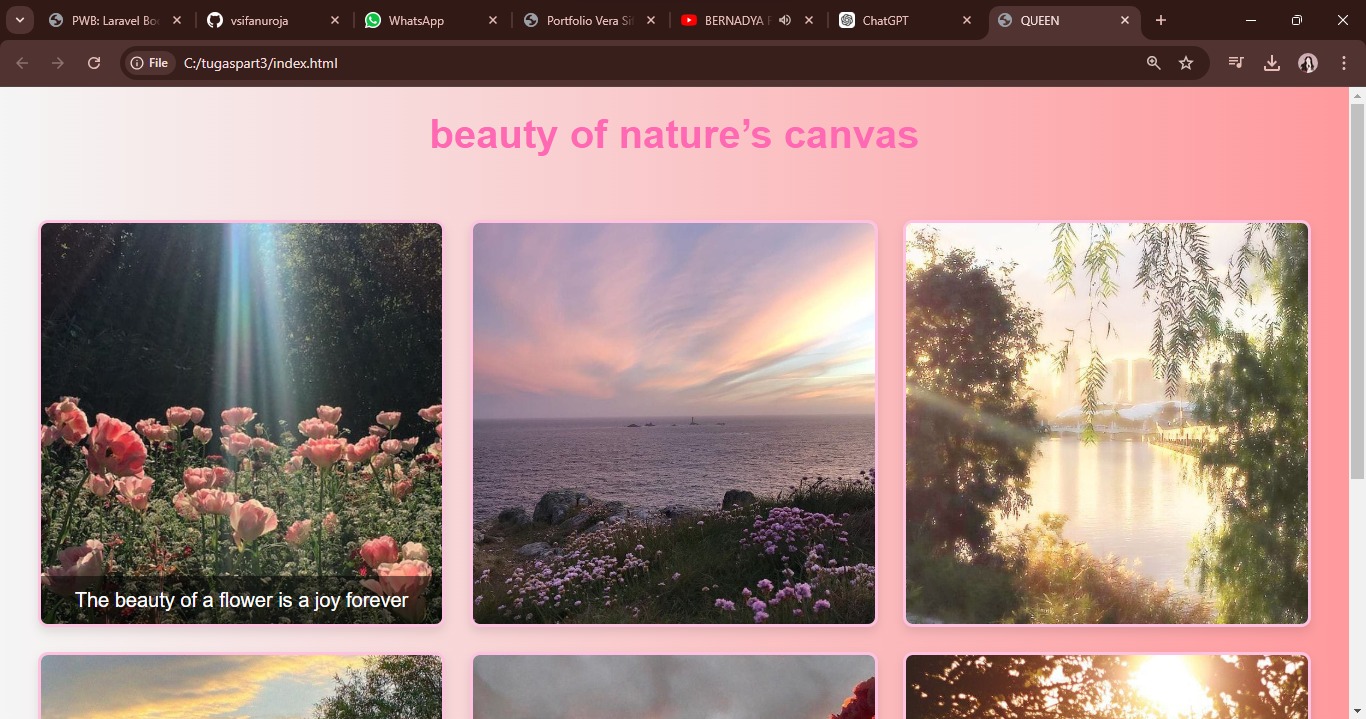 PWB: Laravel Bo
vsifanuroja
WhatsApp
Portfolio Vera Si
BERNADYA
ChatGPT
QUEEN
File
C:/tugaspart3/index.html
beauty of nature’s canvas
The beauty of a flower is a joy forever